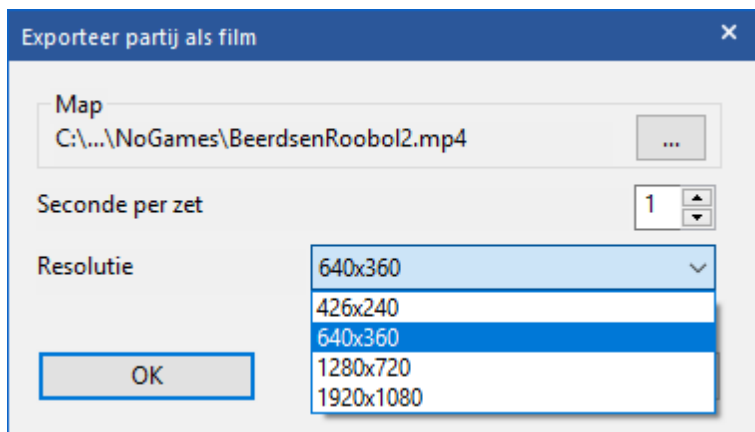 Exporteer partij als film
Map
C:\...\NoGames\BeerdsenRoobol2.mp4
...
Seconde per zet
1
Resolutie
640x360
426x240
640x360
1280x720
1920x1080
OK